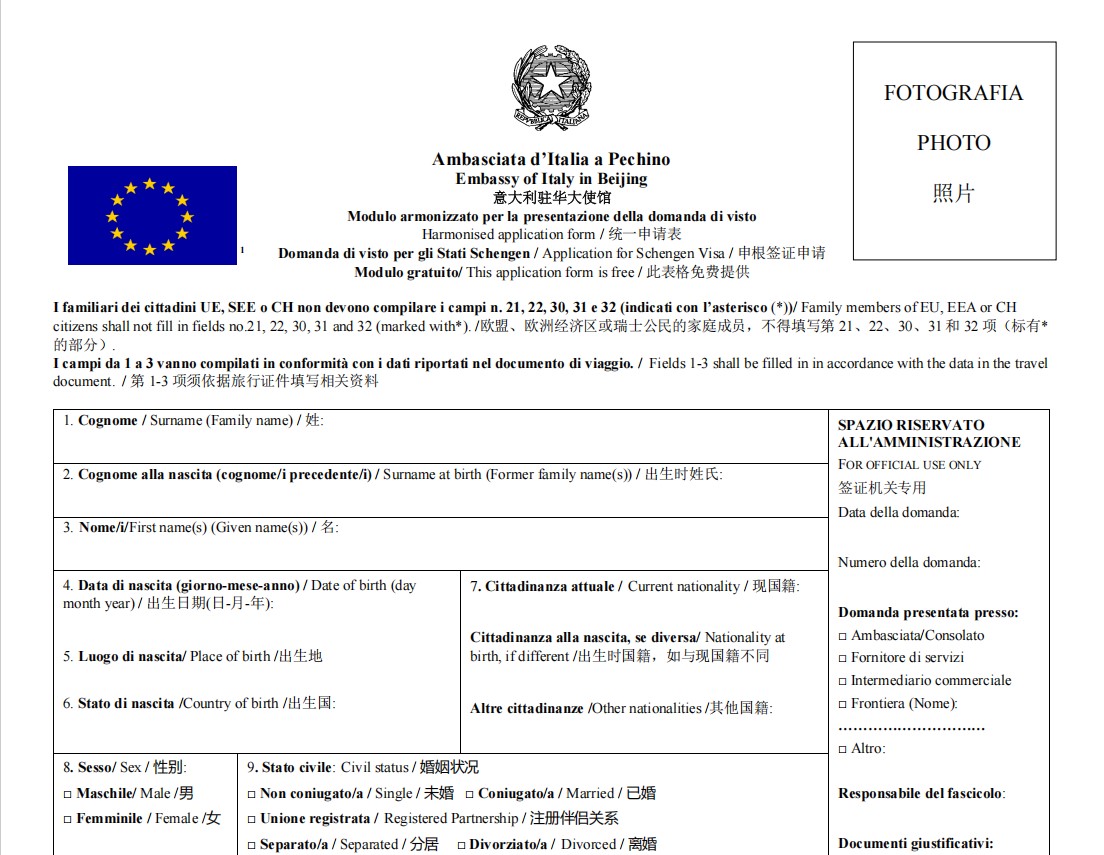 REPVBBLICA ITALIANA
FOTOGRAFIA
PHOTO
照片
Ambasciata d'Italia a Pechino
Embassy of Italy in Beijing
意大利驻华大使馆
Modulo armonizzato per la presentazione della domanda di visto
Harmonised application form / 统一申请表
1
Domanda di visto per gli Stati Schengen / Application for Schengen Visa / 申根签证申请
Modulo gratuito/ This application form is free / 此表格免费提供
I familiari dei cittadini UE, SEE o CH non devono compilare i campi n. 21, 22, 30, 31 e 32 (indicati con l'asterisco (*))/ Family members of EU, EEA or CH
citizens shall not fill in fields no.21, 22, 30, 31 and 32 (marked with*). /欧盟、欧洲经济区或瑞士公民的家庭成员，不得填写第 21、22、30、31 和 32 项（标有*
的部分）.
I campi da 1 a 3 vanno compilati in conformità con i dati riportati nel documento di viaggio. / Fields 1-3 shall be filled in in accordance with the data in the travel
document. / 第 1-3 项须依据旅行证件填写相关资料
1. Cognome / Surname (Family name) / 姓:
2. Cognome alla nascita (cognome/i precedente/i) / Surname at birth (Former family name(s)) / 出生时姓氏:
3. Nome/i/First name(s) (Given name(s)) / 名:
4. Data di nascita (giorno-mese-anno) / Date of birth (day
month year) / 出生日期(日-月-年):
5. Luogo di nascita/ Place of birth /出生地
6. Stato di nascita /Country of birth /出生国:
7. Cittadinanza attuale / Current nationality / 现国籍:
Cittadinanza alla nascita, se diversa/ Nationality at
birth, if different /出生时国籍，如与现国籍不同
Altre cittadinanze /Other nationalities /其他国籍:
8. Sesso/ Sex / 性别:
□ Maschile/ Male /男
□ Femminile / Female /女
9. Stato civile: Civil status / 婚姻状况
□ Non coniugato/a / Single / 未婚 □ Coniugato/a / Married / 已婚
□ Unione registrata / Registered Partnership / 注册伴侣关系
□ Separato/a / Separated / 分居 □ Divorziato/a / Divorced / 离婚
SPAZIO RISERVATO
ALL'AMMINISTRAZIONE
FOR OFFICIAL USE ONLY
签证机关专用
Data della domanda:
Numero della domanda:
Domanda presentata presso:
□ Ambasciata/Consolato
□ Fornitore di servizi
□ Intermediario commerciale
□ Frontiera (Nome):
…………………………
□ Altro:
Responsabile del fascicolo:
Documenti giustificativi: